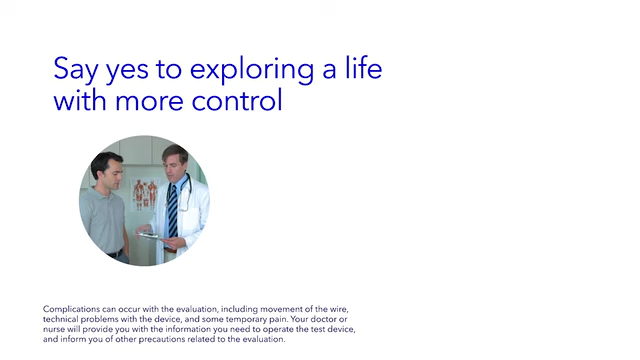 Say yes to exploring a life
with more control
Complications can occur with the evaluation, including movement of the wire,
technical problems with the device, and some temporary pain. Your doctor or
nurse will provide you with the information you need to operate the test device,
and inform you of other precautions related to the evaluation.